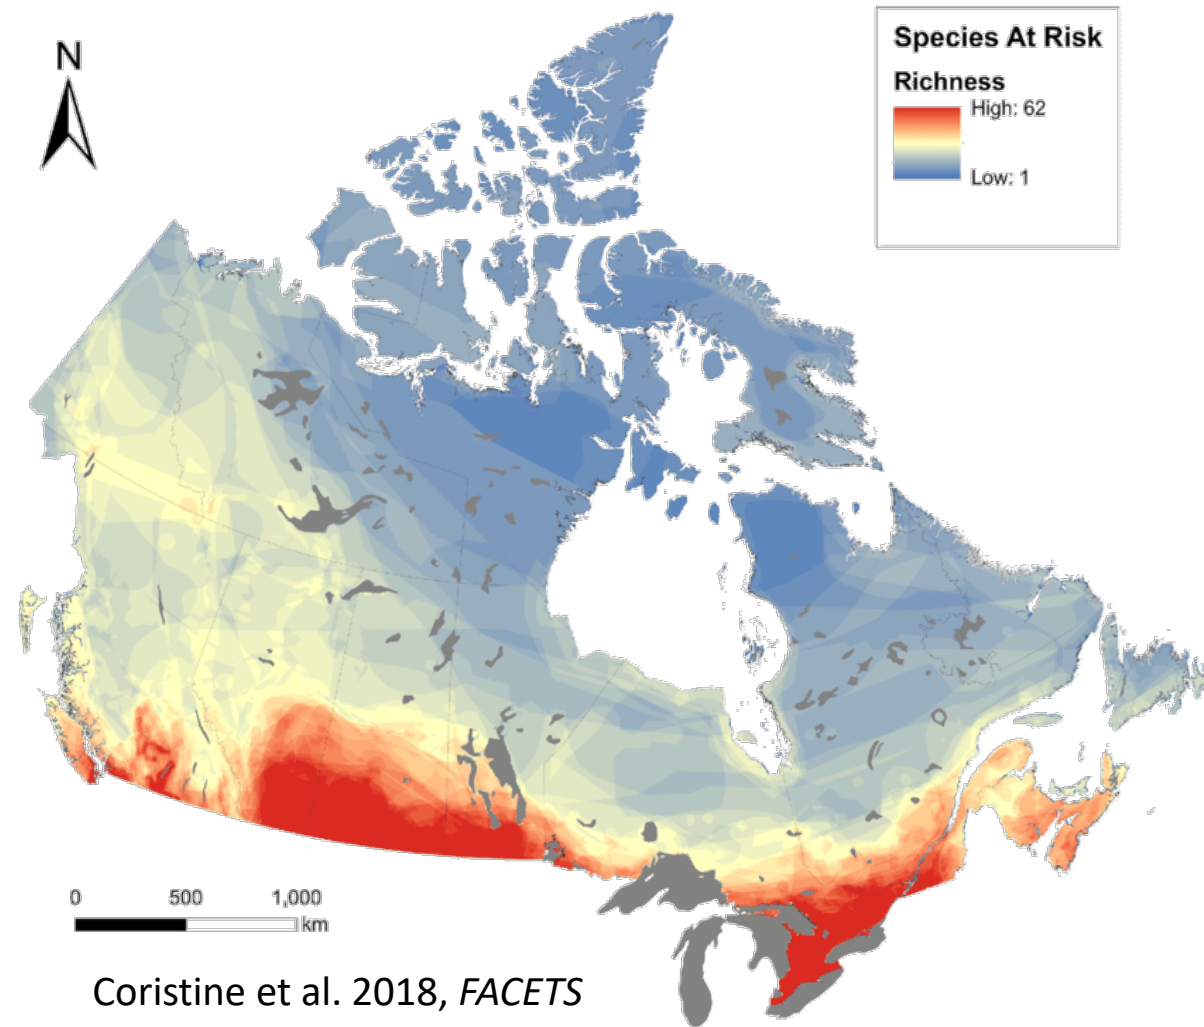 N
Species At Risk
Richness
High: 62
Low: 1
0 500 1,000
km
Coristine et al. 2018, FACETS